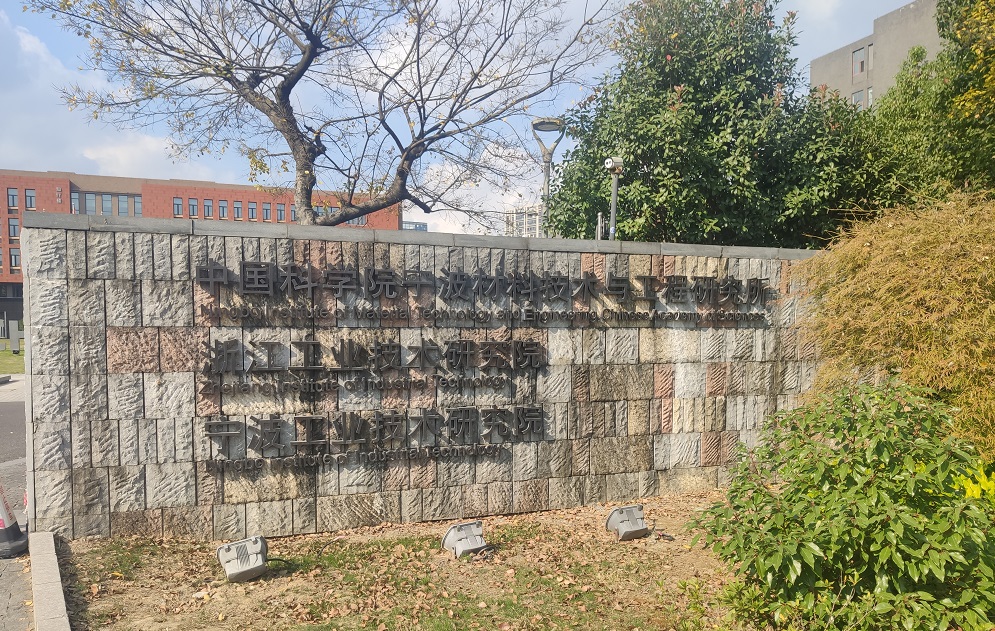 中国科学院宁波材料技术与工程研究所
Ningbo Institute of Material Technology and Engineering, Chinese Academy of Sciences
浙江工业技术研究院
Zhejiang Institute of Industrial Technology
宁波工业技术研究院
Ningbo Institute of Industrial Technology